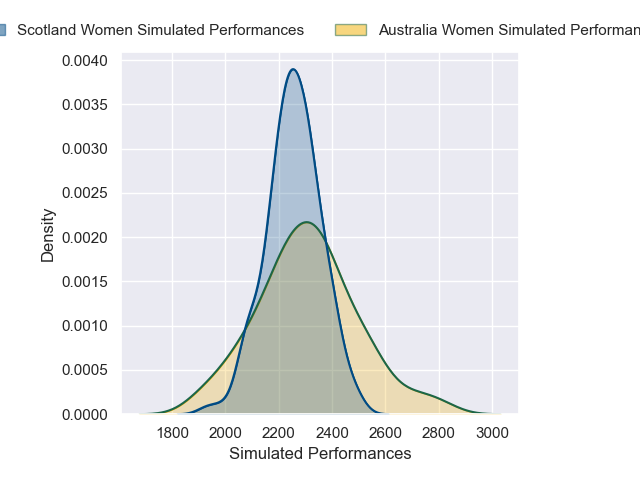 Scotland Women Simulated Performances
Australia Women Simulated Performan
0.0040
0.0035
0.0030
0.0025
0.0020
0.0015
0.0010
0.0005
0.0000
Density
1800 2000 2200 2400 2600 2800 3000
Simulated Performances